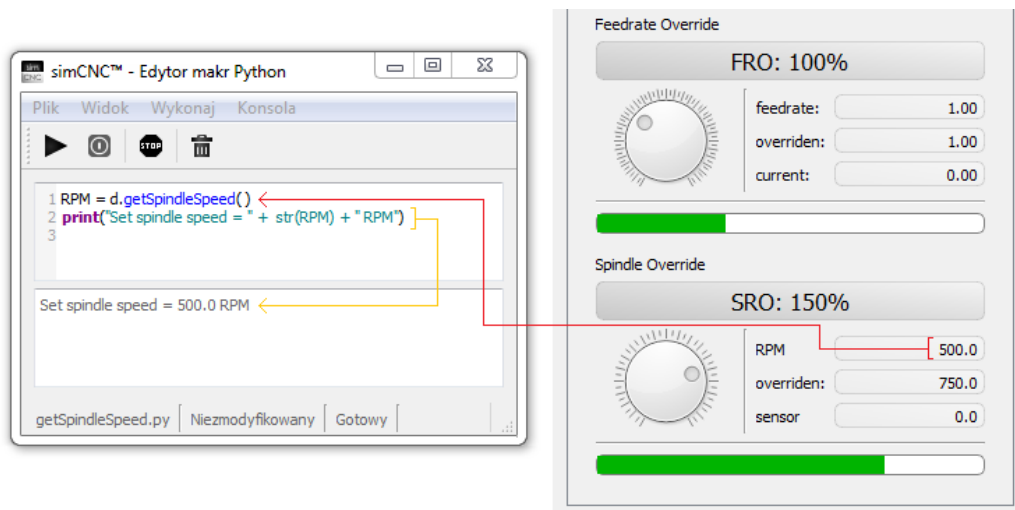 simCNC™ - Edytor makr Python
Plik Widok Wykonaj Konsola
STOP
1 RPM = d.getSpindleSpeed()
2 print("Set spindle speed = " + str(RPM) + " RPM")
3
Set spindle speed = 500.0 RPM
getSpindleSpeed.py Niezmodyfikowany Gotowy
Feedrate Override
FRO: 100%
feedrate: 1.00
overriden: 1.00
current: 0.00
Spindle Override
SRO: 150%
RPM 500.0
overriden: 750.0
sensor 0.0